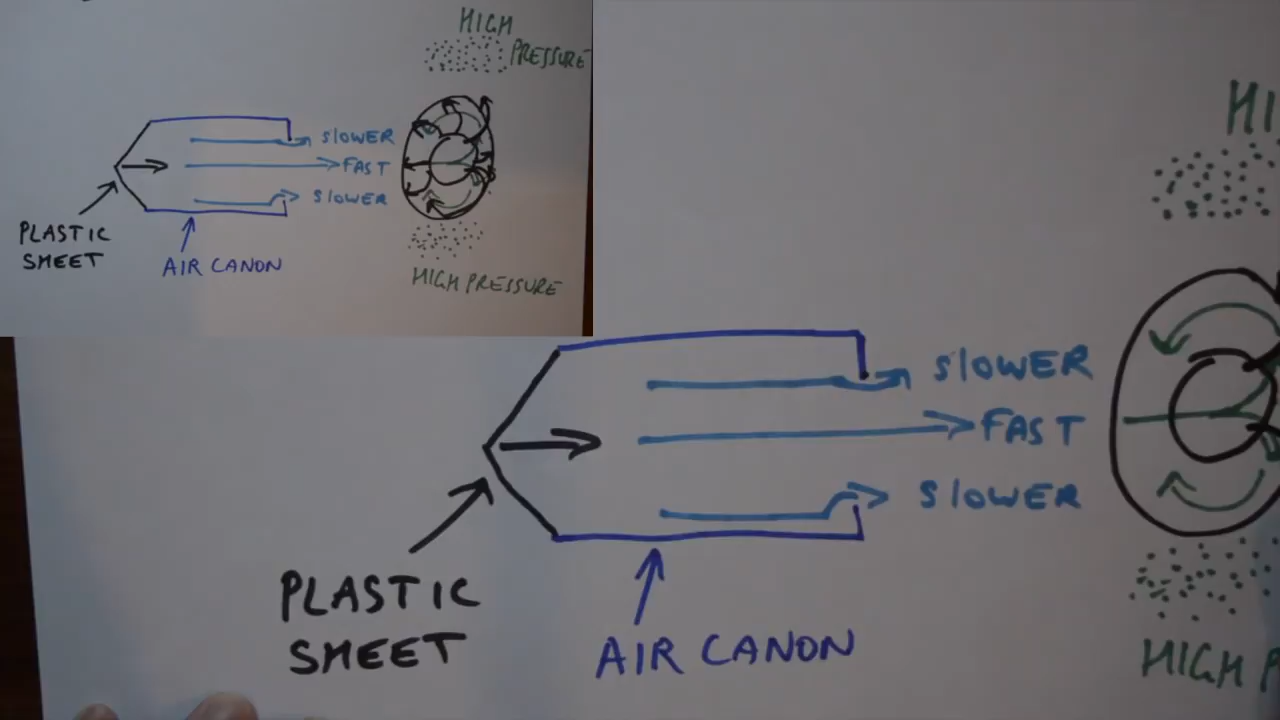 HIGH
PRESSURE
SLOWER
FAST
SLOWER
PLASTIC
SHEET
AIR CANON
HIGH PRESSURE
HI
SLOWER
FAST
SLOWER
PLASTIC
SHEET
AIR CANON
HIGH P